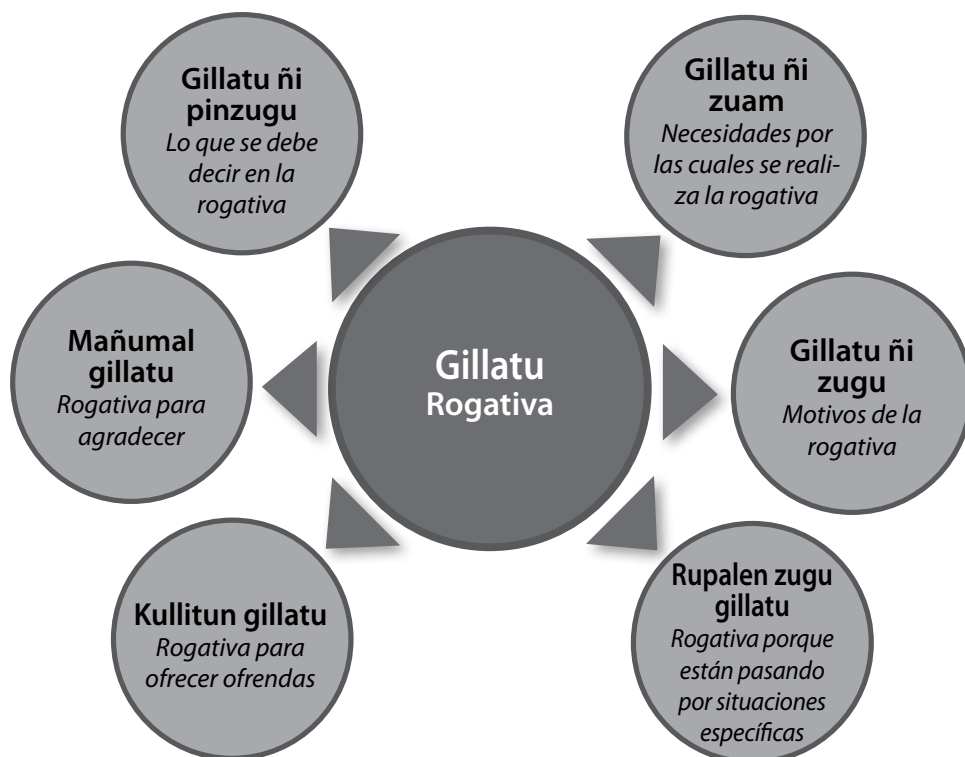 Gillatu ñi
pinzugu
Lo que se debe
decir en la
rogativa
Gillatu ñi
zuam
Necesidades por
las cuales se reali-
za la rogativa
Mañumal
gillatu
Rogativa para
agradecer
Gillatu
Rogativa
Gillatu ñi
zugu
Motivos de la
rogativa
Kullitun gillatu
Rogativa para
ofrecer ofrendas
Rupalen zugu
gillatu
Rogativa porque
están pasando
por situaciones
específicas